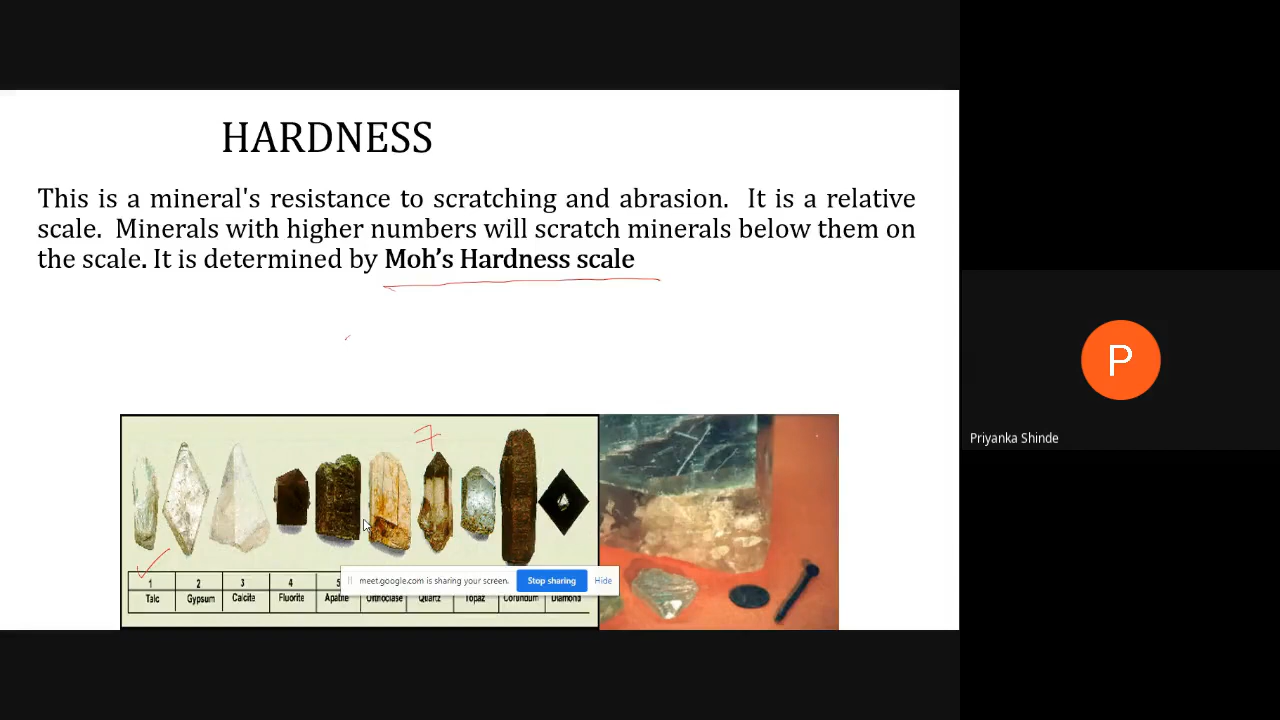 HARDNESS
This is a mineral's resistance to scratching and abrasion. It is a relative
scale. Minerals with higher numbers will scratch minerals below them on
the scale. It is determined by Moh’s Hardness scale
7
meet.google.com is sharing your screen. Stop sharing Hide
1 2 3 4 5
Talc Gypsum Calcite Fluorite Apatite Orthoclase Quartz Topaz Corundum Diamond
P
Priyanka Shinde